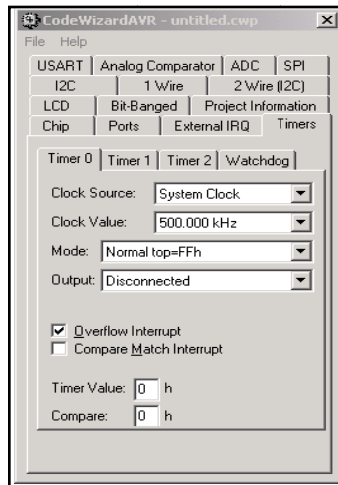 CodeWizardAVR - untitled.cwp
File Help
USART Analog Comparator ADC SPI
I2C 1 Wire 2 Wire (I2C)
LCD Bit-Banged Project Information
Chip Ports External IRQ Timers
Timer 0 Timer 1 Timer 2 Watchdog
Clock Source: System Clock
Clock Value: 500.000 kHz
Mode: Normal top=FFh
Output: Disconnected
Overflow Interrupt
Compare Match Interrupt
Timer Value: 0 h
Compare: 0 h